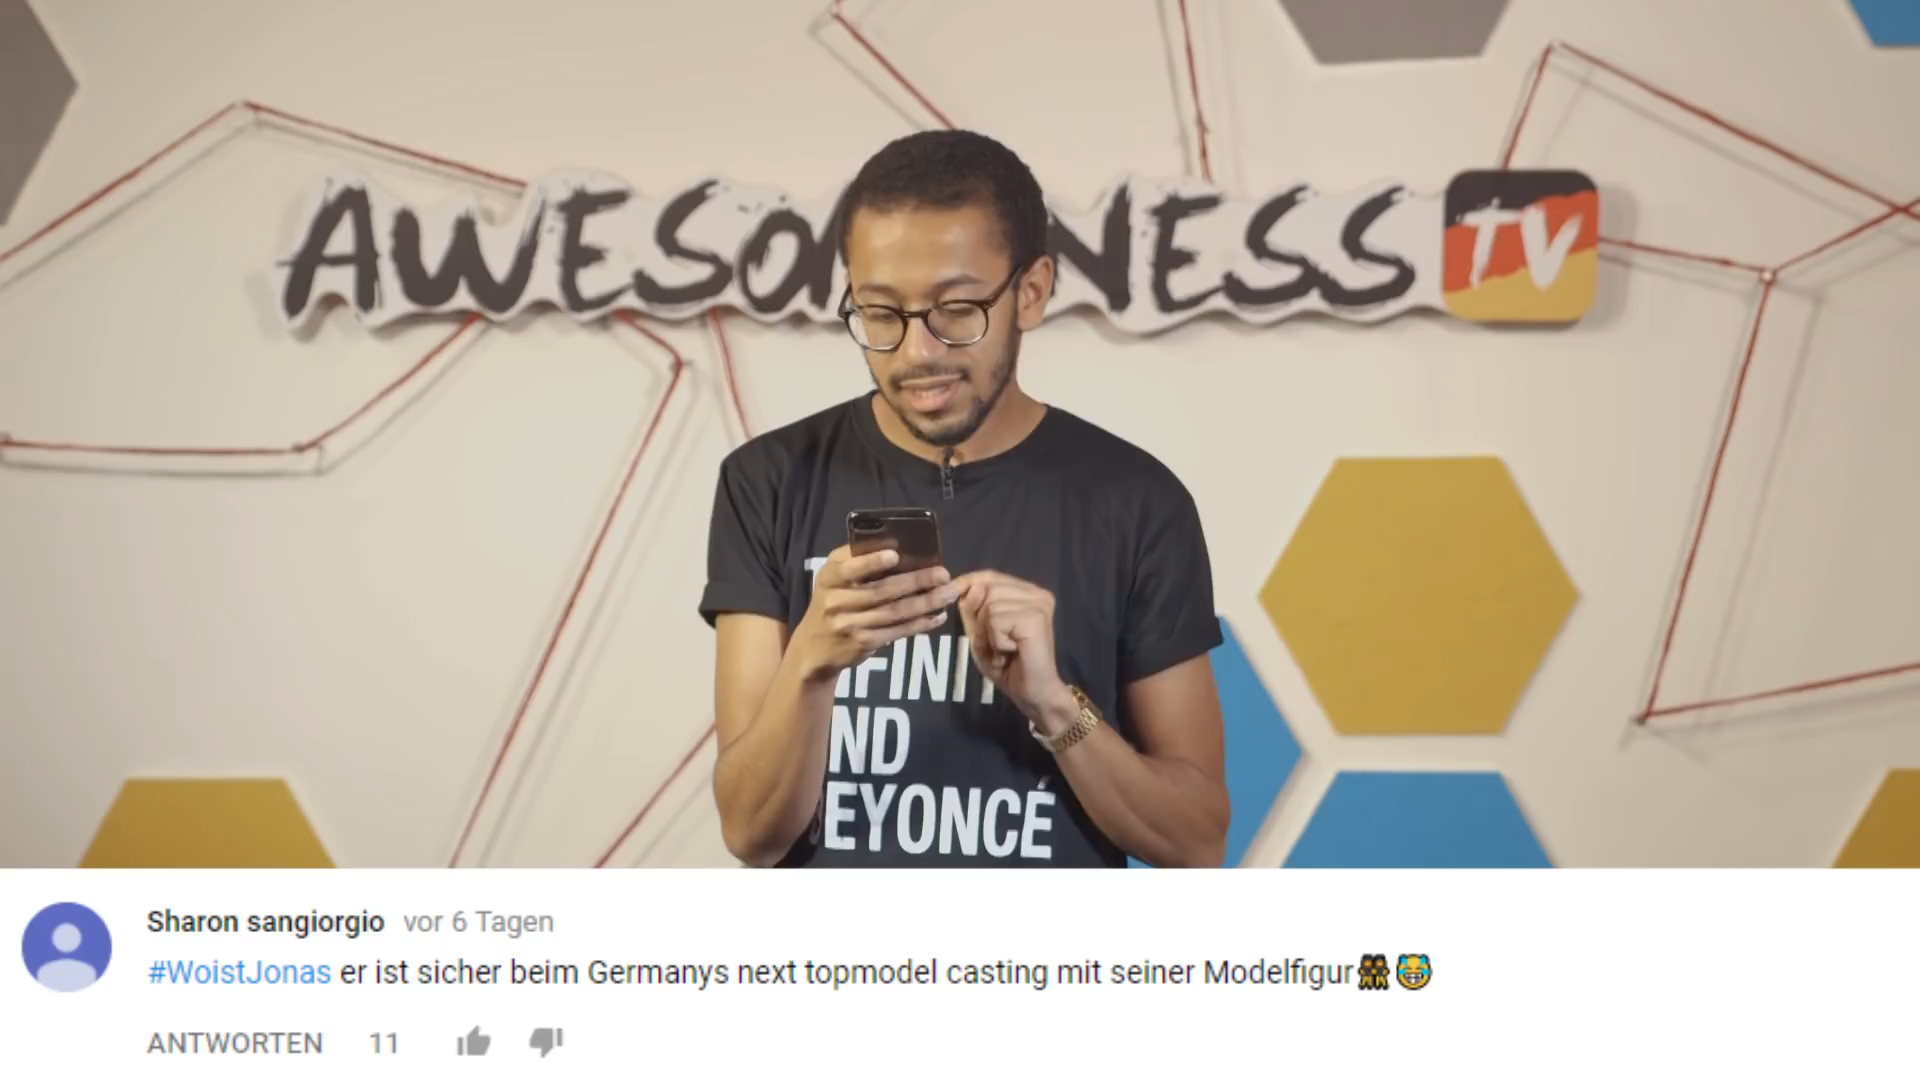 AWESO NESS TV
T
NFINIT
ND
EYONCÉ
Sharon sangiorgio vor 6 Tagen
#WoistJonas er ist sicher beim Germanys next topmodel casting mit seiner Modelfigur👯😂
ANTWORTEN 11